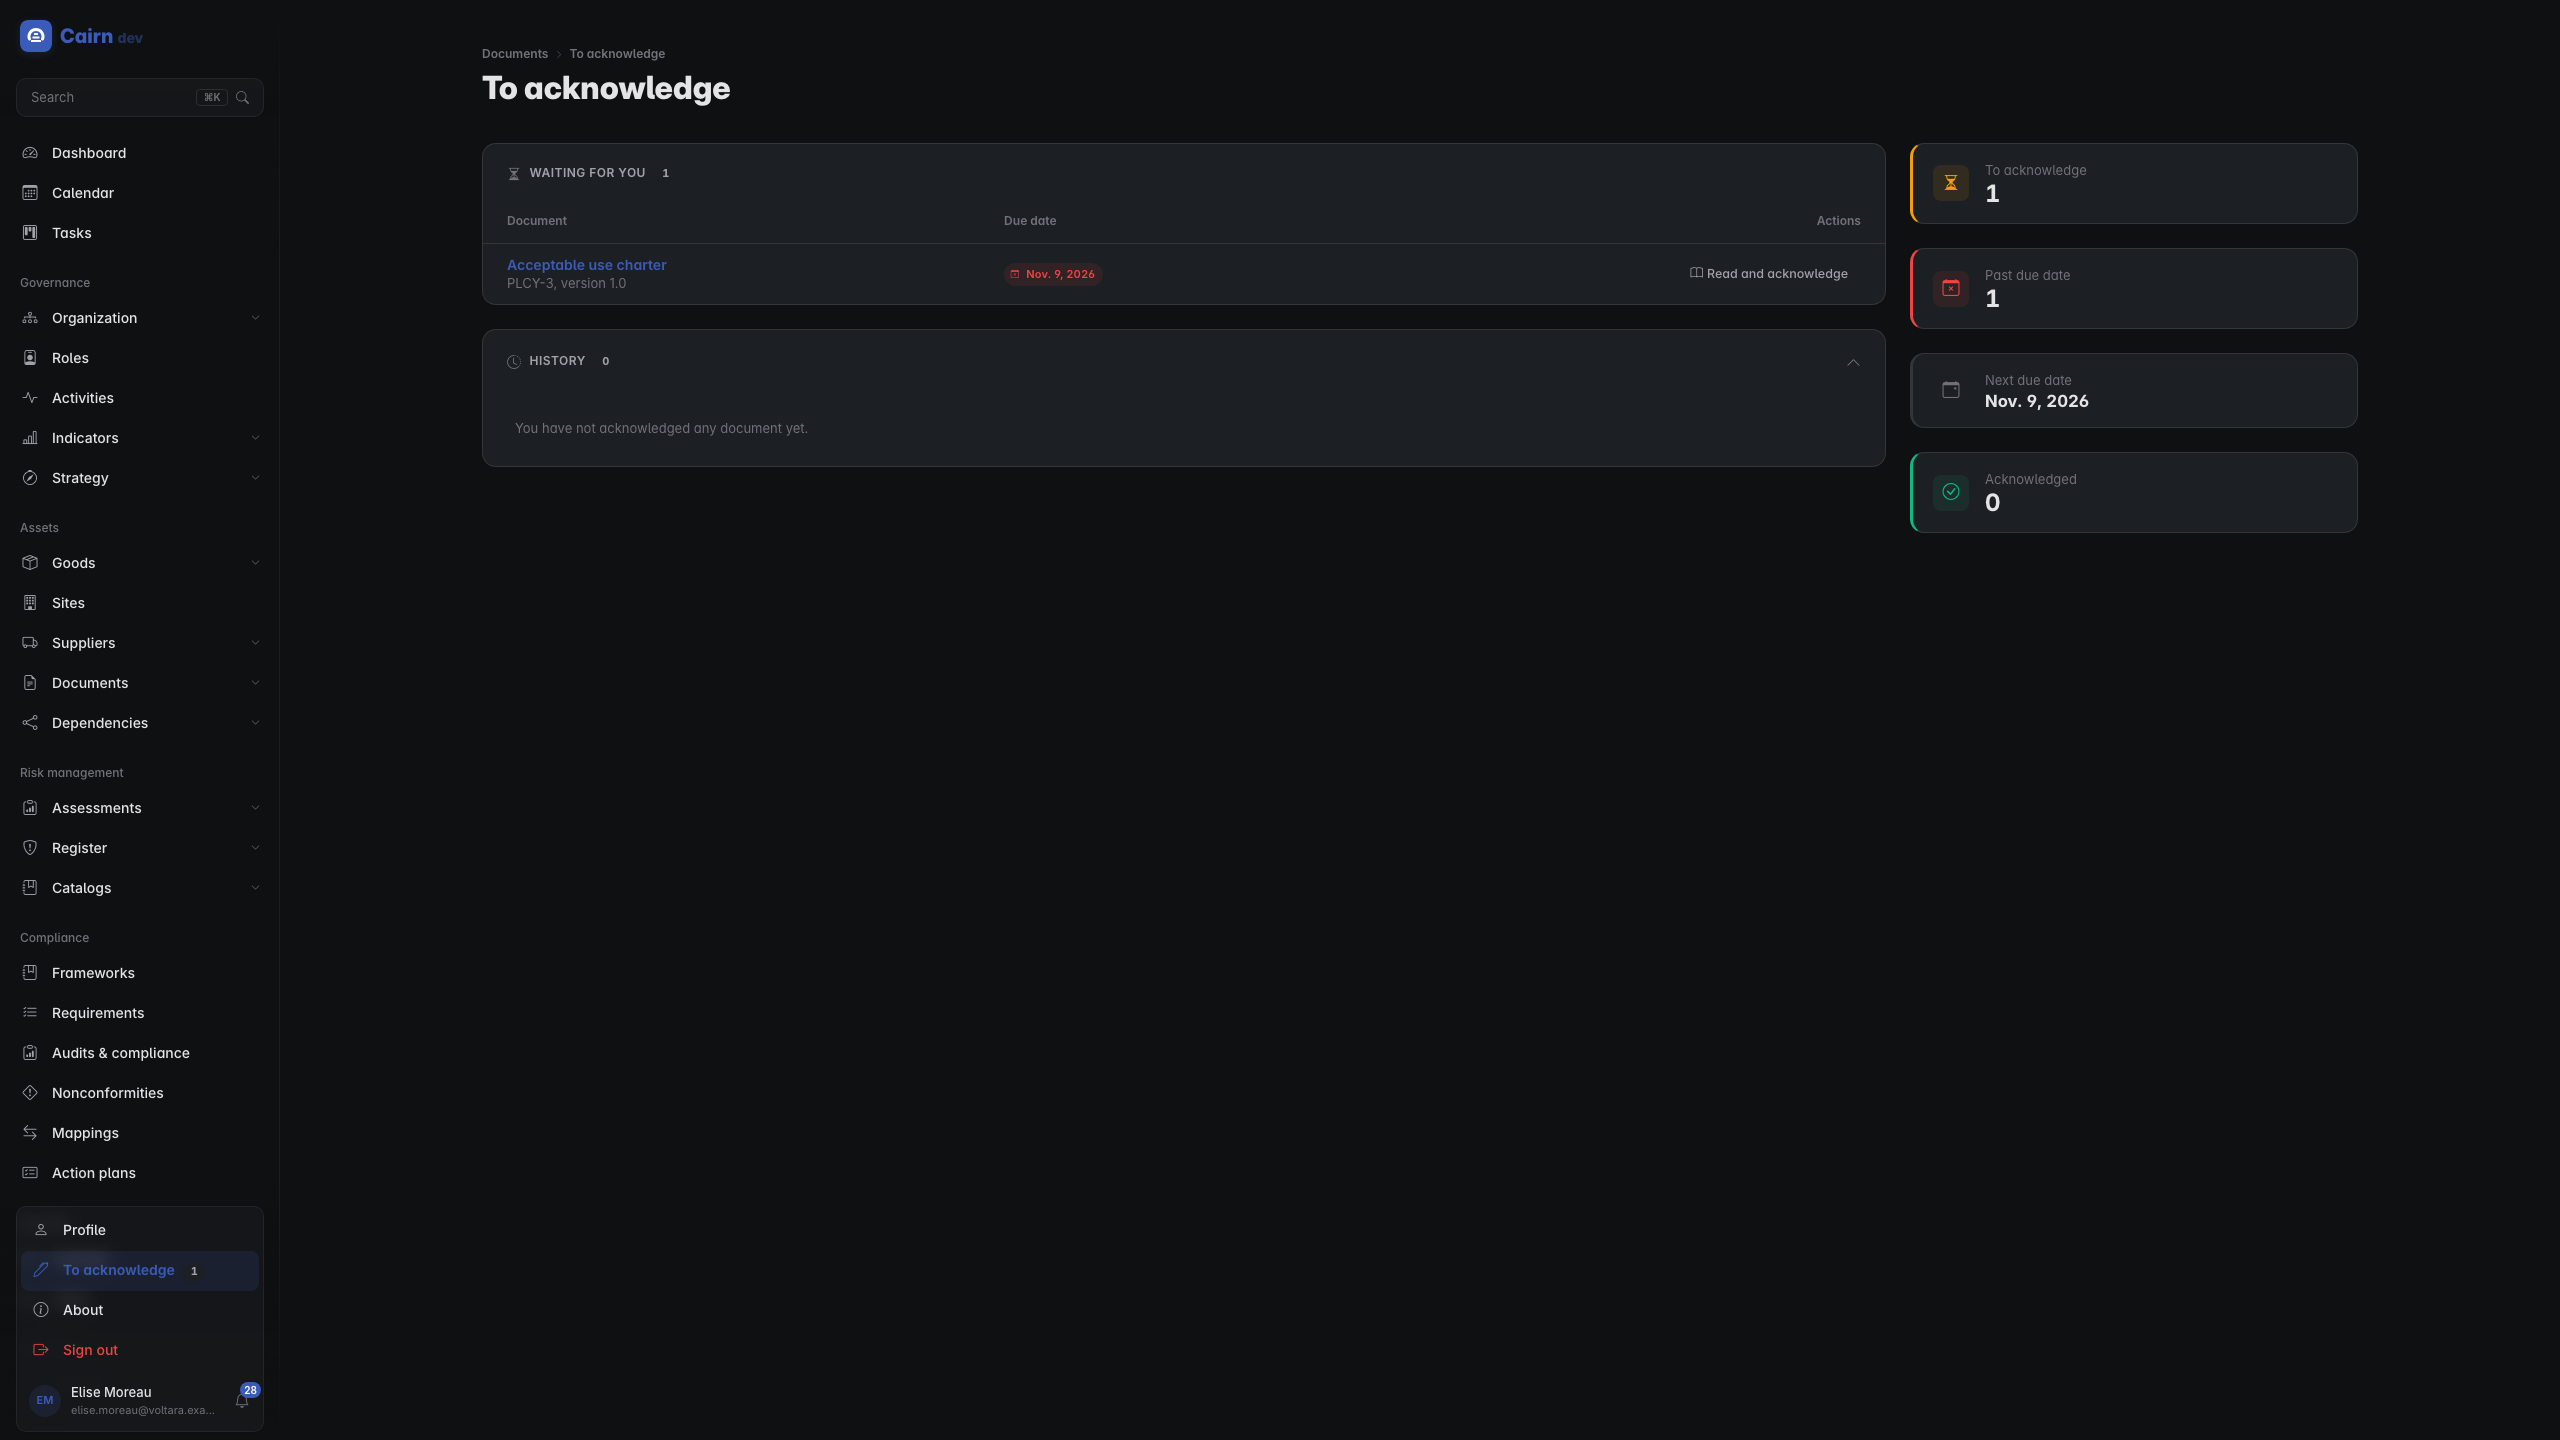 Cairn dev
Search ⌘K
Dashboard
Calendar
Tasks
Governance
Organization
Roles
Activities
Indicators
Strategy
Assets
Goods
Sites
Suppliers
Documents
Dependencies
Risk management
Assessments
Register
Catalogs
Compliance
Frameworks
Requirements
Audits & compliance
Nonconformities
Mappings
Action plans
Profile
To acknowledge 1
About
Sign out
EM
Elise Moreau
elise.moreau@voltara.exa...
28
Documents > To acknowledge
To acknowledge
WAITING FOR YOU 1
Document Due date Actions
Acceptable use charter
PLCY-3, version 1.0
Nov. 9, 2026
Read and acknowledge
HISTORY 0
You have not acknowledged any document yet.
To acknowledge
1
Past due date
1
Next due date
Nov. 9, 2026
Acknowledged
0